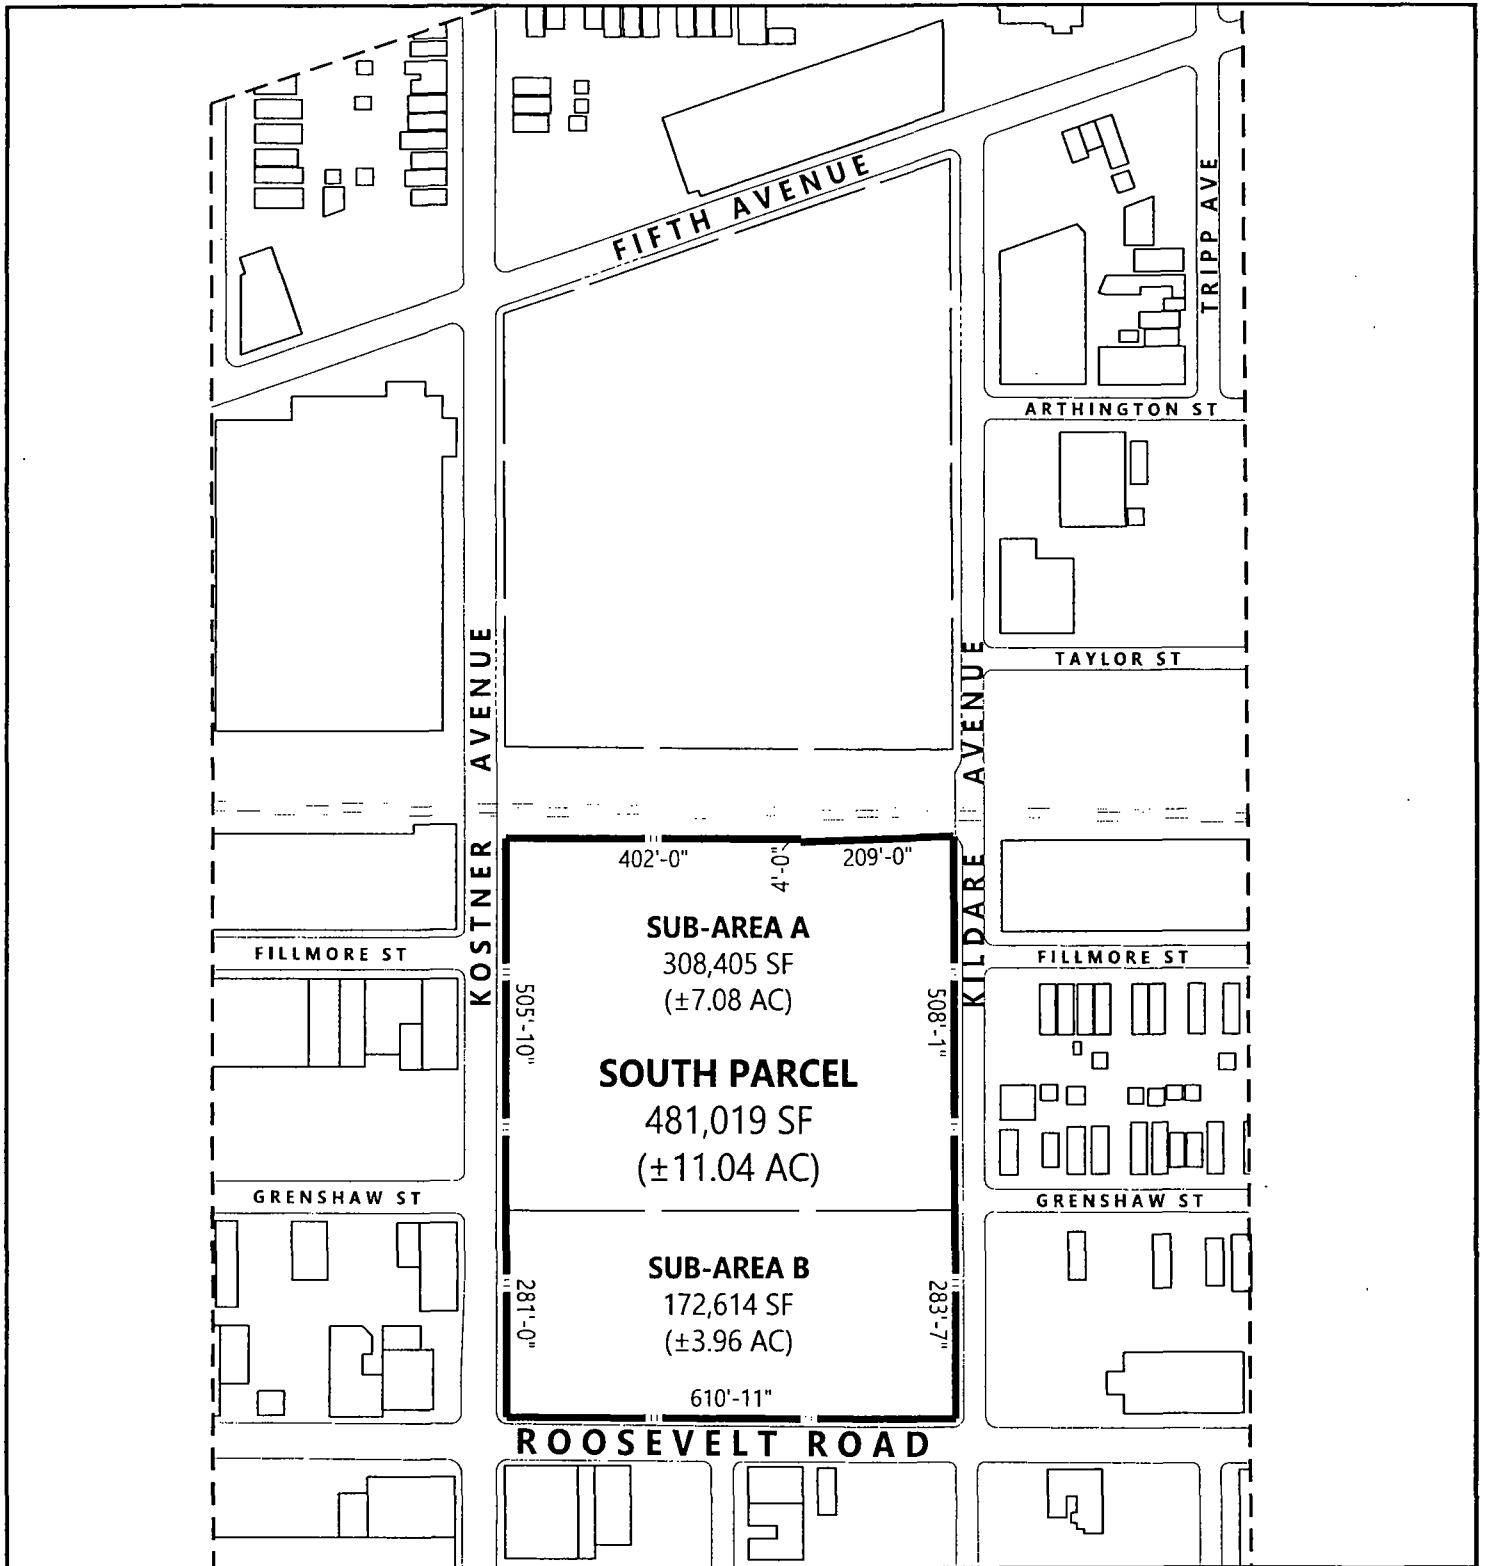 FIFTH AVENUE
TRIPP AVE
ARTHINGTON ST
TAYLOR ST
KOSTNER AVENUE
KILDARE AVENUE
402'-0"
4'-0"
209'-0"
SUB-AREA A
308,405 SF
(±7.08 AC)
FILLMORE ST
FILLMORE ST
505'-10"
508'-1"
SOUTH PARCEL
481,019 SF
(±11.04 AC)
GRENSHAW ST
GRENSHAW ST
SUB-AREA B
172,614 SF
(±3.96 AC)
281'-0"
283'-7"
610'-11"
ROOSEVELT ROAD